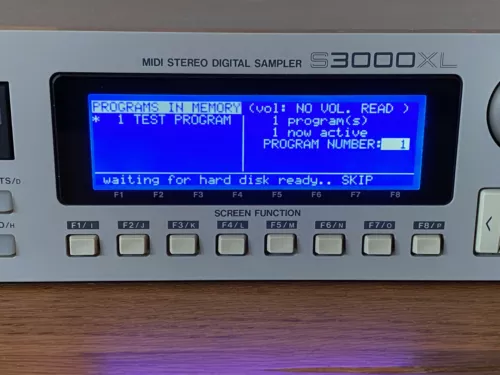 MIDI STEREO DIGITAL SAMPLER S3000XL
PROGRAMS IN MEMORY (vol: NO VOL. READ )
* 1 TEST PROGRAM
1 program(s)
1 now active
PROGRAM NUMBER: 1
waiting for hard disk ready.. SKIP
F1 F2 F3 F4 F5 F6 F7 F8
SCREEN FUNCTION
F1/I F2/J F3/K F4/L F5/M F6/N F7/O F8/P
TS/D
/H